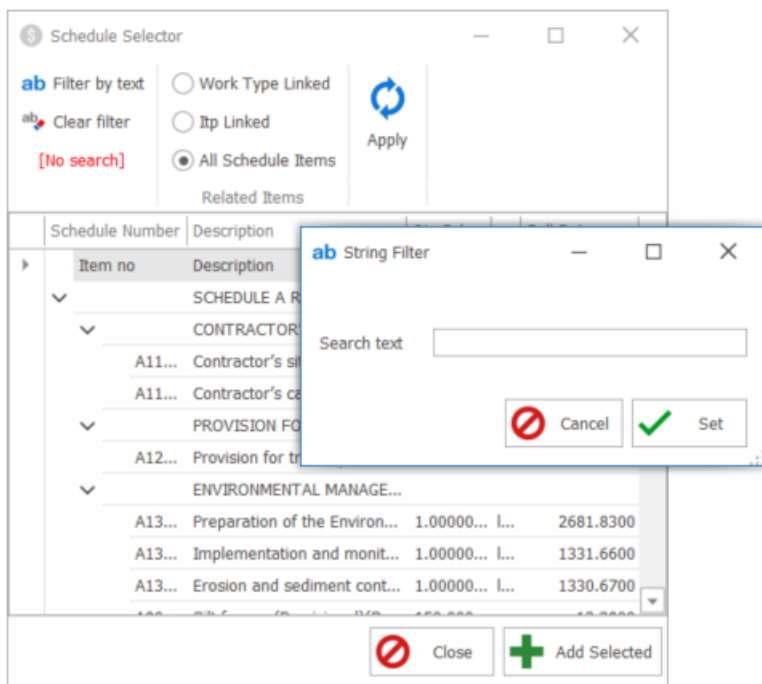 Schedule Selector
ab Filter by text
Work Type Linked
ab Clear filter
Itp Linked
Apply
[No search]
All Schedule Items
Related Items
Schedule Number Description
ab String Filter
Item no Description
SCHEDULE A R
CONTRACTOR
Search text
A11... Contractor's si
A11... Contractor's ca
PROVISION FO
Cancel Set
A12... Provision for tr
ENVIRONMENTAL MANAGE...
A13... Preparation of the Environ... 1.00000... l... 2681.8300
A13... Implementation and monit... 1.00000... l... 1331.6600
A13... Erosion and sediment cont... 1.00000... l... 1330.6700
Close Add Selected